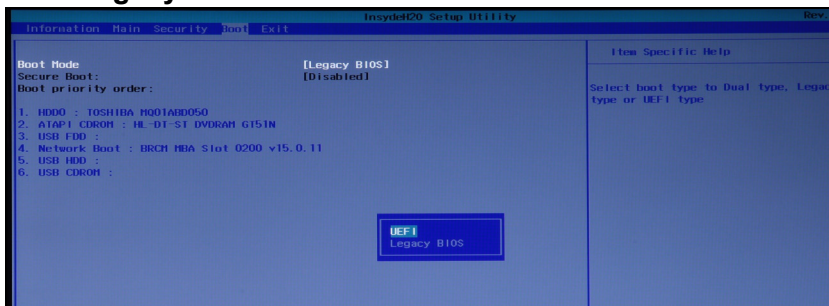 InsydeH20 Setup Utility
Rev.
Information Main Security Boot Exit
Item Specific Help
Boot Mode [Legacy BIOS]
Secure Boot: [Disabled]
Boot priority order:
Select boot type to Dual type, Legac
type or UEFI type
1. HDD0 : TOSHIBA MQ01ABD050
2. ATAPI CDROM : HL-DT-ST DVDRAM GT51N
3. USB FDD :
4. Network Boot : BRCM MBA Slot 0200 v15.0.11
5. USB HDD :
6. USB CDROM :
UEFI
Legacy BIOS